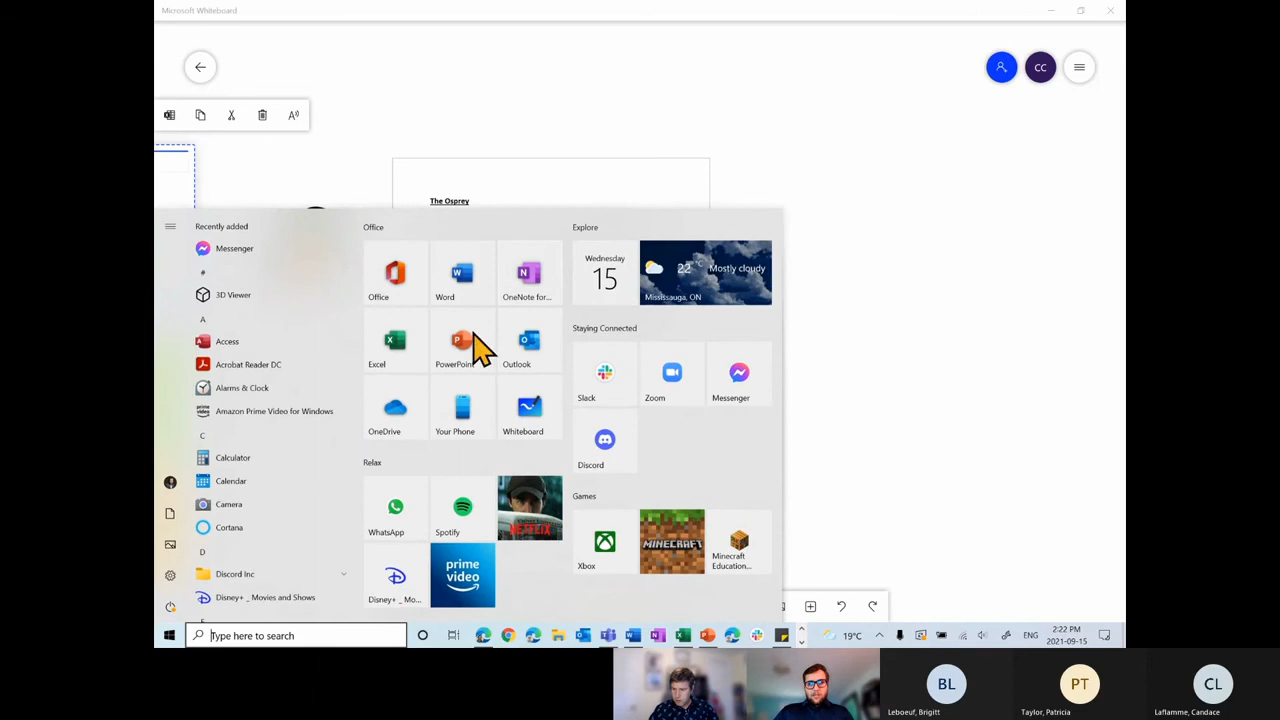 Microsoft Whiteboard
CC
The Osprey
Recently added
Messenger
#
3D Viewer
A
Access
Acrobat Reader DC
Alarms & Clock
prime video
Amazon Prime Video for Windows
C
Calculator
Calendar
Camera
Cortana
D
Discord Inc
Disney+ _ Movies and Shows
Office
Office
Word
OneNote for...
Excel
PowerPoint
Outlook
OneDrive
Your Phone
Whiteboard
Relax
WhatsApp
Spotify
NETFLIX
Disney+ _ Mo...
prime video
Explore
Wednesday
15
22°C
Mostly cloudy
Mississauga, ON
Staying Connected
Slack
Zoom
Messenger
Discord
Games
Xbox
MINECRAFT
Minecraft
Education...
Type here to search
19°C
ENG
2:22 PM
2021-09-15
BL
Leboeuf, Brigitt
PT
Taylor, Patricia
CL
Laflamme, Candace